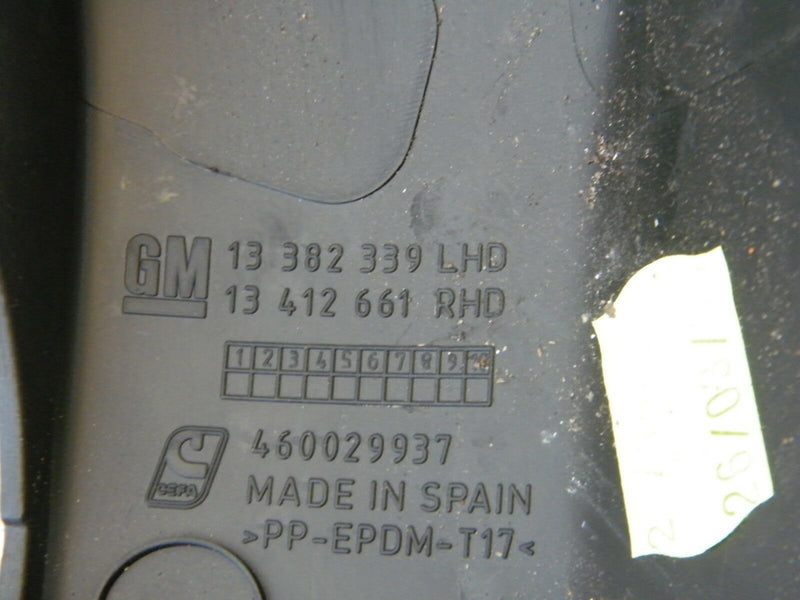 GM
13 382 339 LHD
13 412 661 RHD
1 2 3 4 5 6 7 8 9 10
CEFA
460029937
MADE IN SPAIN
>PP-EPDM-T17<